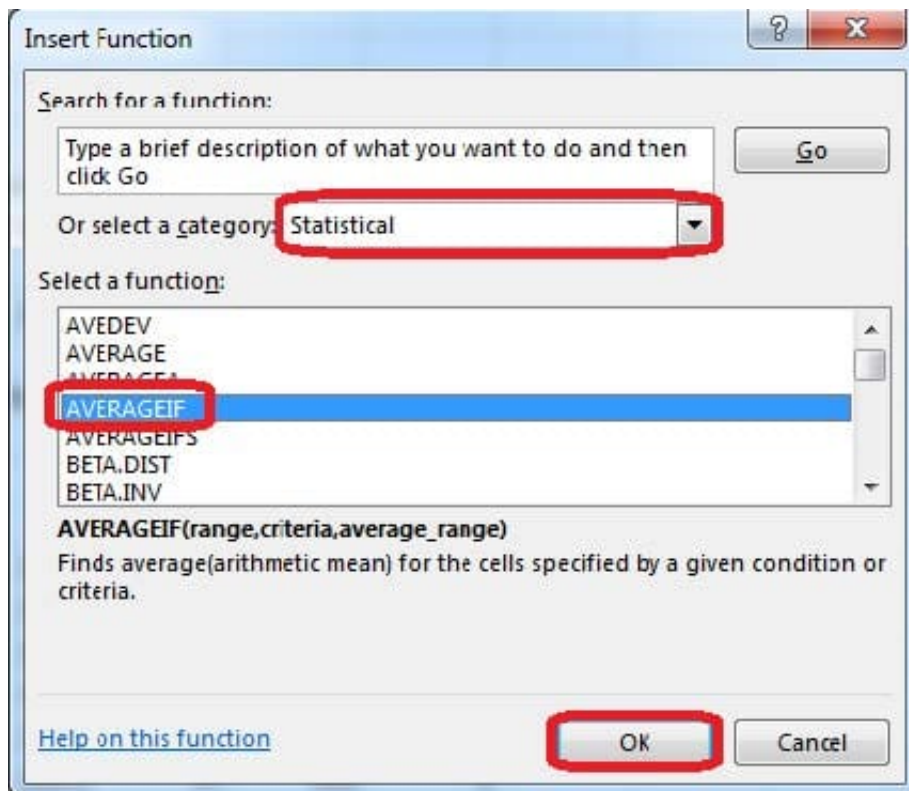 Insert Function
?
X
Search for a function:
Type a brief description of what you want to do and then
click Go
Go
Or select a category: Statistical
Select a function:
AVEDEV
AVERAGE
AVERAGEA
AVERAGEIF
AVERAGEIFS
BETA.DIST
BETA.INV
AVERAGEIF(range,criteria,average_range)
Finds average(arithmetic mean) for the cells specified by a given condition or
criteria.
Help on this function
OK
Cancel